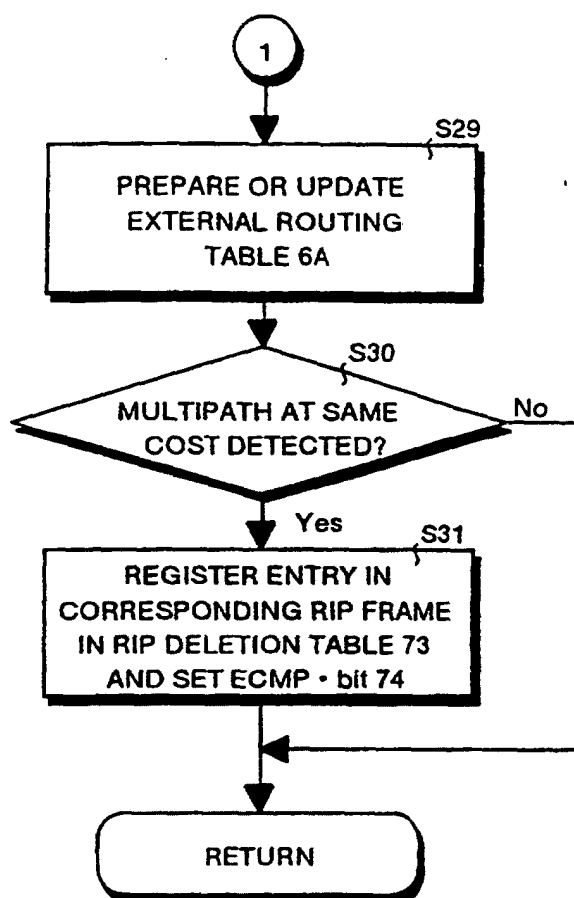 1
S29
PREPARE OR UPDATE
EXTERNAL ROUTING
TABLE 6A
S30
MULTIPATH AT SAME
COST DETECTED?
No
Yes
S31
REGISTER ENTRY IN
CORRESPONDING RIP FRAME
IN RIP DELETION TABLE 73
AND SET ECMP • bit 74
RETURN